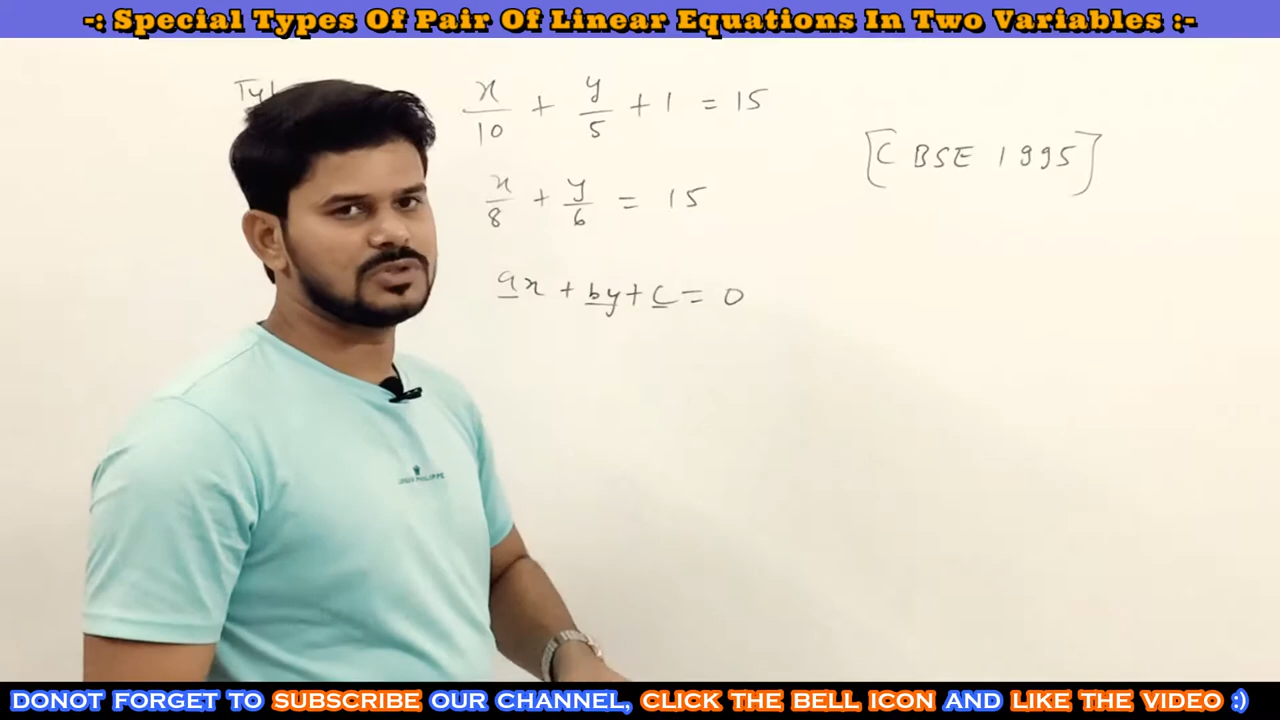 -: Special Types Of Pair Of Linear Equations In Two Variables :-
x/10 + y/5 + 1 = 15
[CBSE 1995]
x/8 + y/6 = 15
ax + by + c = 0
DONOT FORGET TO SUBSCRIBE OUR CHANNEL, CLICK THE BELL ICON AND LIKE THE VIDEO :)